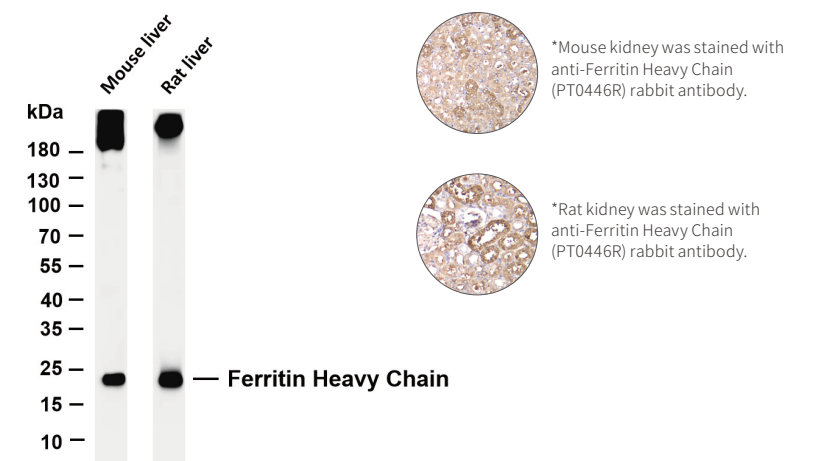 Mouse liver
Rat liver
kDa
180
130
100
70
55
40
35
25
15
10
Ferritin Heavy Chain
*Mouse kidney was stained with
anti-Ferritin Heavy Chain
(PT0446R) rabbit antibody.
*Rat kidney was stained with
anti-Ferritin Heavy Chain
(PT0446R) rabbit antibody.